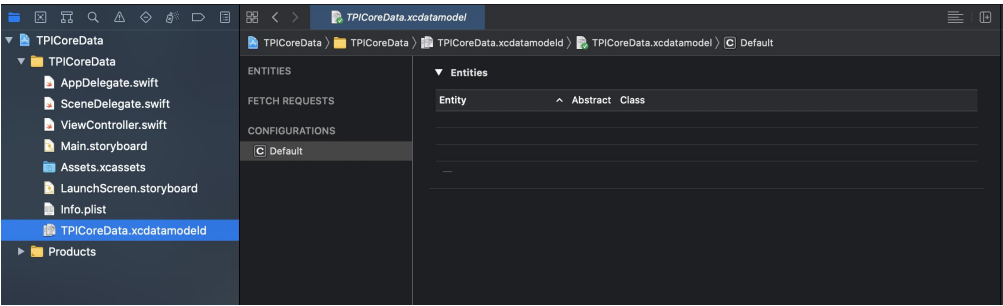 TPICoreData.xcdatamodel
TPICoreData
TPICoreData
AppDelegate.swift
SceneDelegate.swift
ViewController.swift
Main.storyboard
Assets.xcassets
LaunchScreen.storyboard
Info.plist
TPICoreData.xcdatamodeld
Products
TPICoreData 〉 TPICoreData 〉 TPICoreData.xcdatamodeld 〉 TPICoreData.xcdatamodel 〉 C Default
ENTITIES
FETCH REQUESTS
CONFIGURATIONS
C Default
Entities
Entity Abstract Class